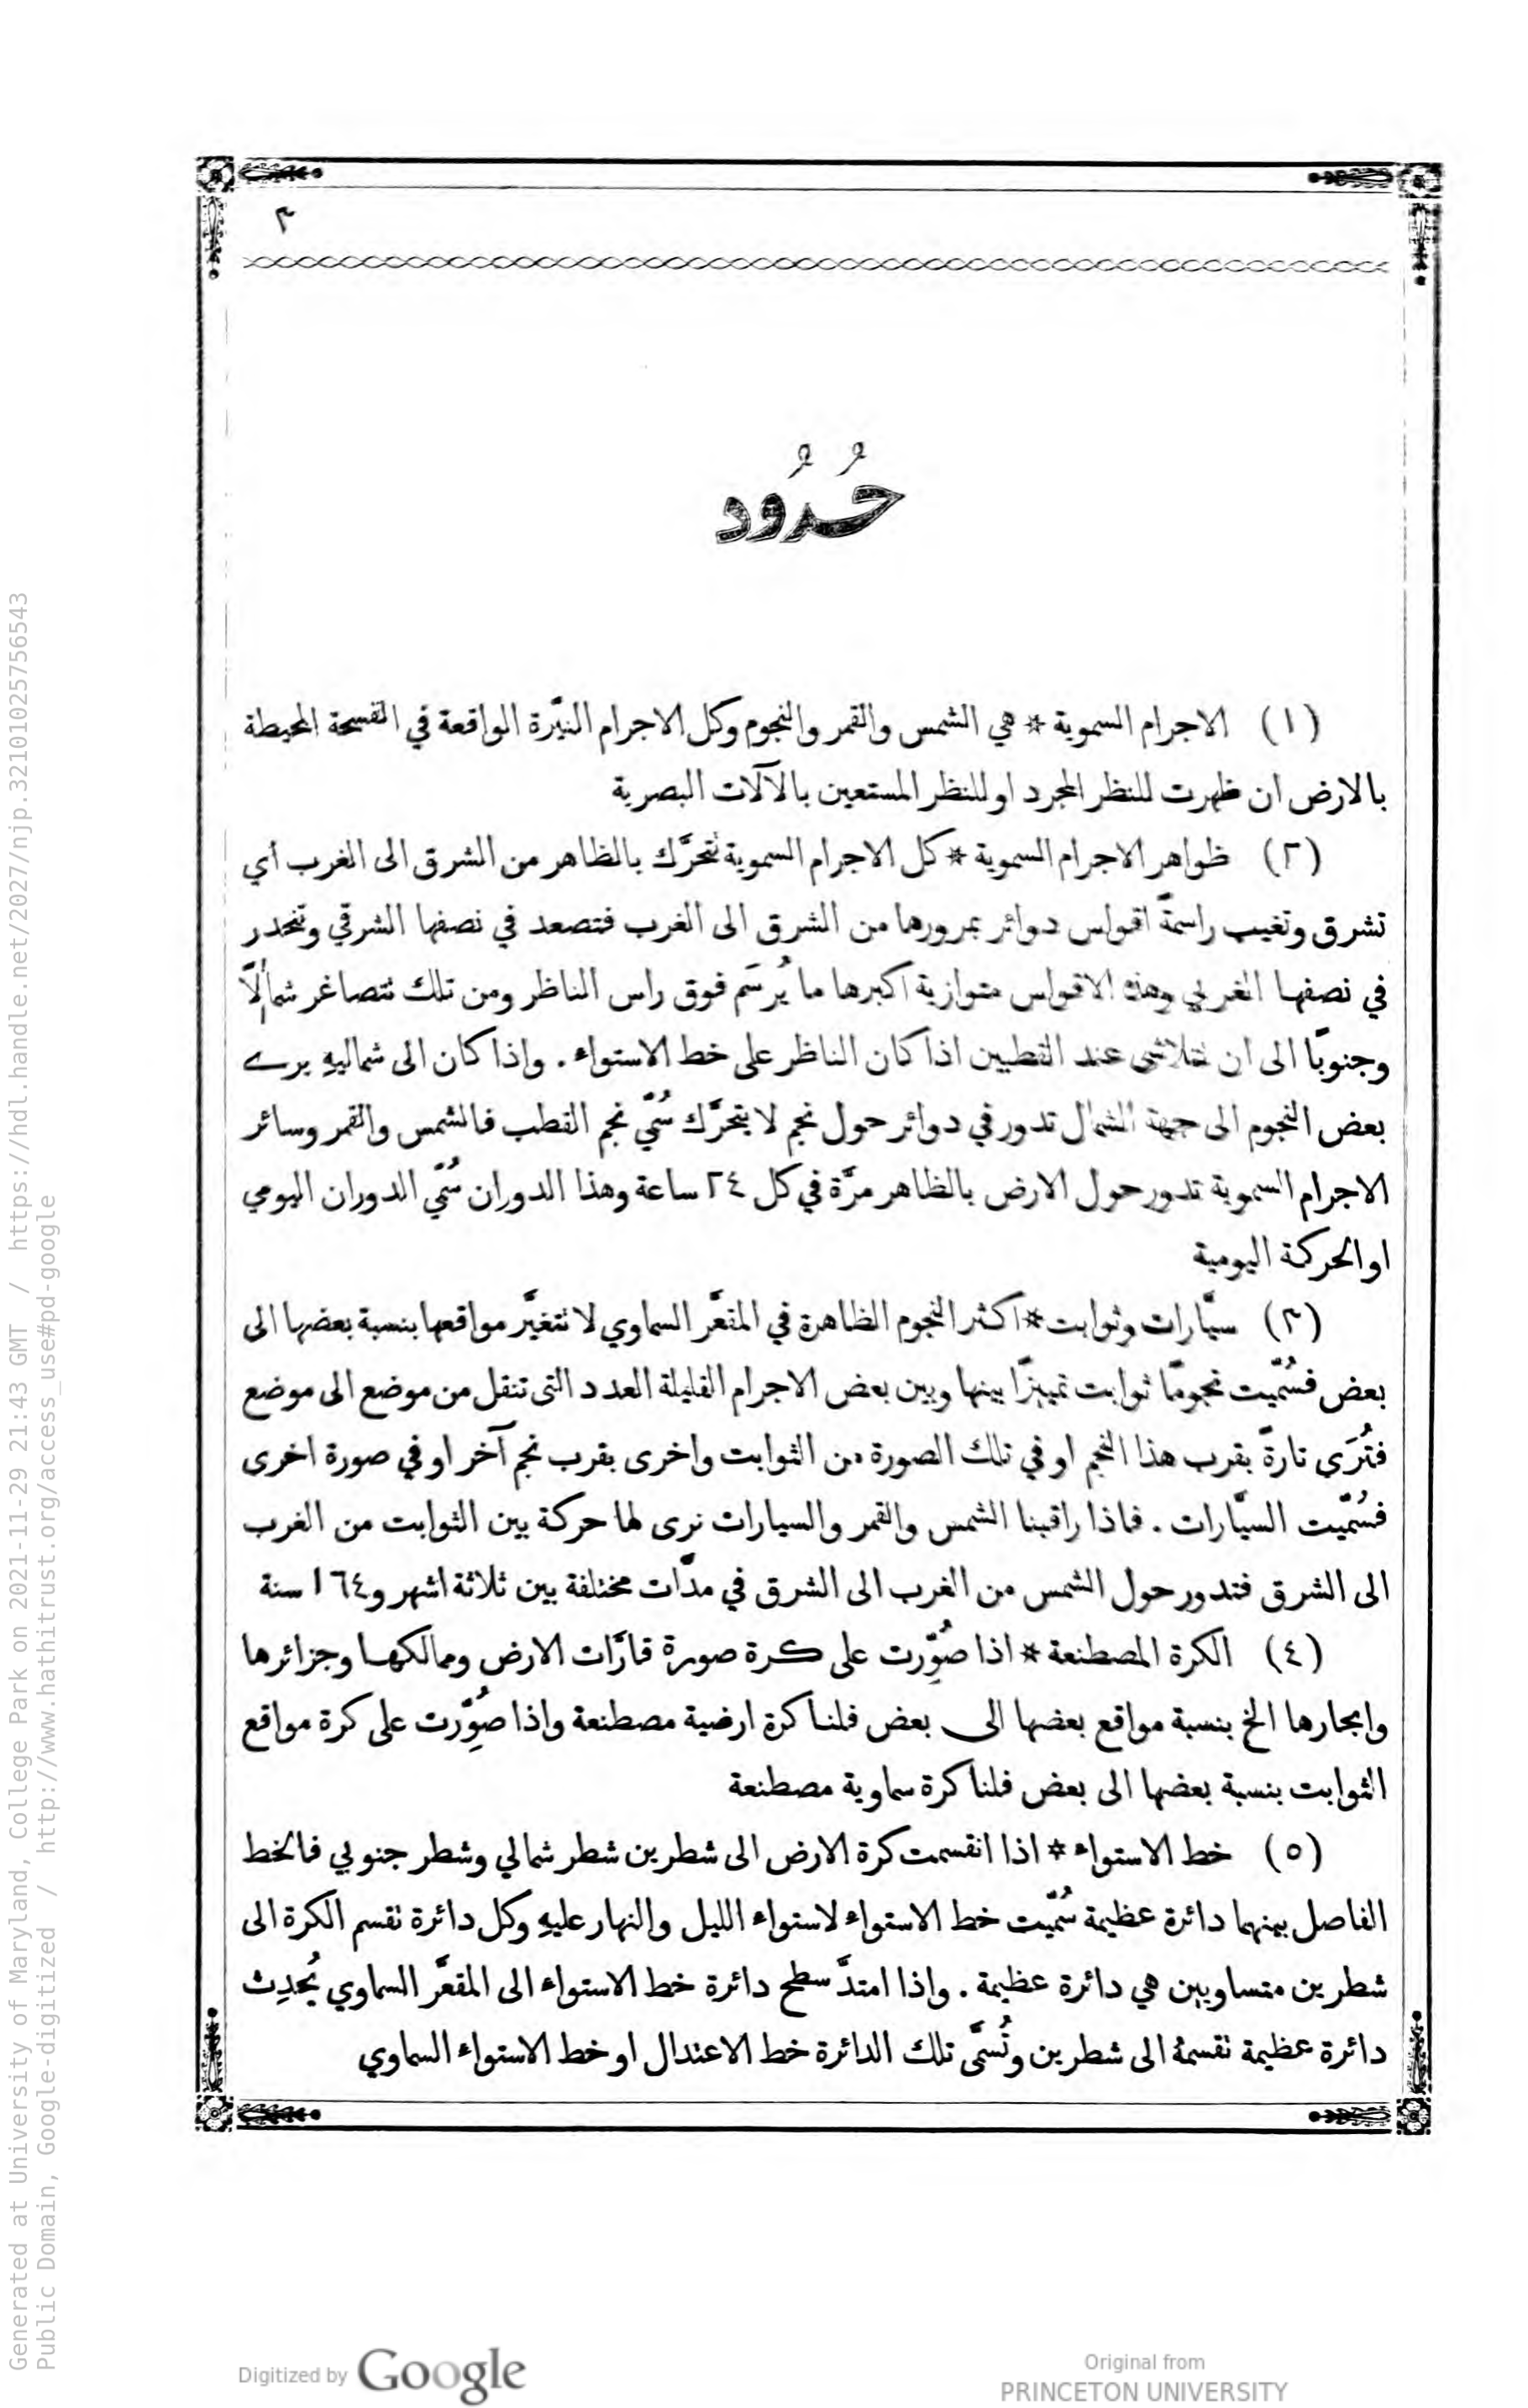 ٣
حُدُود
(١) الاجرام السموية * هي الشمس والقمر والنجوم وكل الاجرام النيّرة الواقعة في الفسحة المحيطة
بالارض ان ظهرت للنظر المجرد او للنظر المستعين بالآلات البصرية
(٢) ظواهر الاجرام السموية * كل الاجرام السموية تتحرَّك بالظاهر من الشرق الى الغرب اي
تشرق وتغيب راسمةً اقواس دوائر بمرورها من الشرق الى الغرب فتصعد في نصفها الشرقي وتنحدر
في نصفها الغربي وهذه الاقواس متوازية اكبرها ما يُرسَم فوق راس الناظر ومن تلك تتصاغر شمالاً
وجنوبًا الى ان تتلاشى عند القطبين اذا كان الناظر على خط الاستواء . واذا كان الى شماليهِ يرى
بعض النجوم الى جهة الشمال تدور في دوائر حول نجم لا يتحرَّك سُمّي نجم القطب فالشمس والقمر وسائر
الاجرام السموية تدور حول الارض بالظاهر مرَّة في كل ٢٤ ساعة وهذا الدوران سُمّي الدوران اليومي
او الحركة اليومية
(٣) سيَّارات وثوابت * اكثر النجوم الظاهرة في المقعَّر السماوي لا تتغيَّر مواقعها بنسبة بعضها الى
بعض فسُمّيت نجومًا ثوابت تمييزًا بينها وبين بعض الاجرام القليلة العدد التي تنقل من موضع الى موضع
فتُرَى تارةً بقرب هذا النجم او في تلك الصورة من الثوابت واخرى بقرب نجم آخر او في صورة اخرى
فسُمّيت السيَّارات . فاذا راقبنا الشمس والقمر والسيارات نرى لها حركة بين الثوابت من الغرب
الى الشرق فتدور حول الشمس من الغرب الى الشرق في مدَّات مختلفة بين ثلاثة اشهر و١٦٤ سنة
(٤) الكرة المصطنعة * اذا صُوِّرت على كرة صورة قارَّات الارض وممالكها وجزائرها
وابحارها الخ بنسبة مواقع بعضها الى بعض فلنا كرة ارضية مصطنعة واذا صُوِّرت على كرة مواقع
الثوابت بنسبة بعضها الى بعض فلنا كرة سماوية مصطنعة
(٥) خط الاستواء * اذا انقسمت كرة الارض الى شطرين شطر شمالي وشطر جنوبي فالخط
الفاصل بينهما دائرة عظيمة سُمّيت خط الاستواء لاستواء الليل والنهار عليهِ وكل دائرة تقسم الكرة الى
شطرين متساويين هي دائرة عظيمة . واذا امتدَّ سطح دائرة خط الاستواء الى المقعَّر السماوي يُحدِث
دائرة عظيمة تقسمهُ الى شطرين وتُسمَّى تلك الدائرة خط الاعتدال او خط الاستواء السماوي
Generated at University of Maryland, College Park on 2021-11-29 21:43 GMT / https://hdl.handle.net/2027/njp.32101025756543
Public Domain, Google-digitized / http://www.hathitrust.org/access_use#pd-google
Digitized by Google
Original from
PRINCETON UNIVERSITY